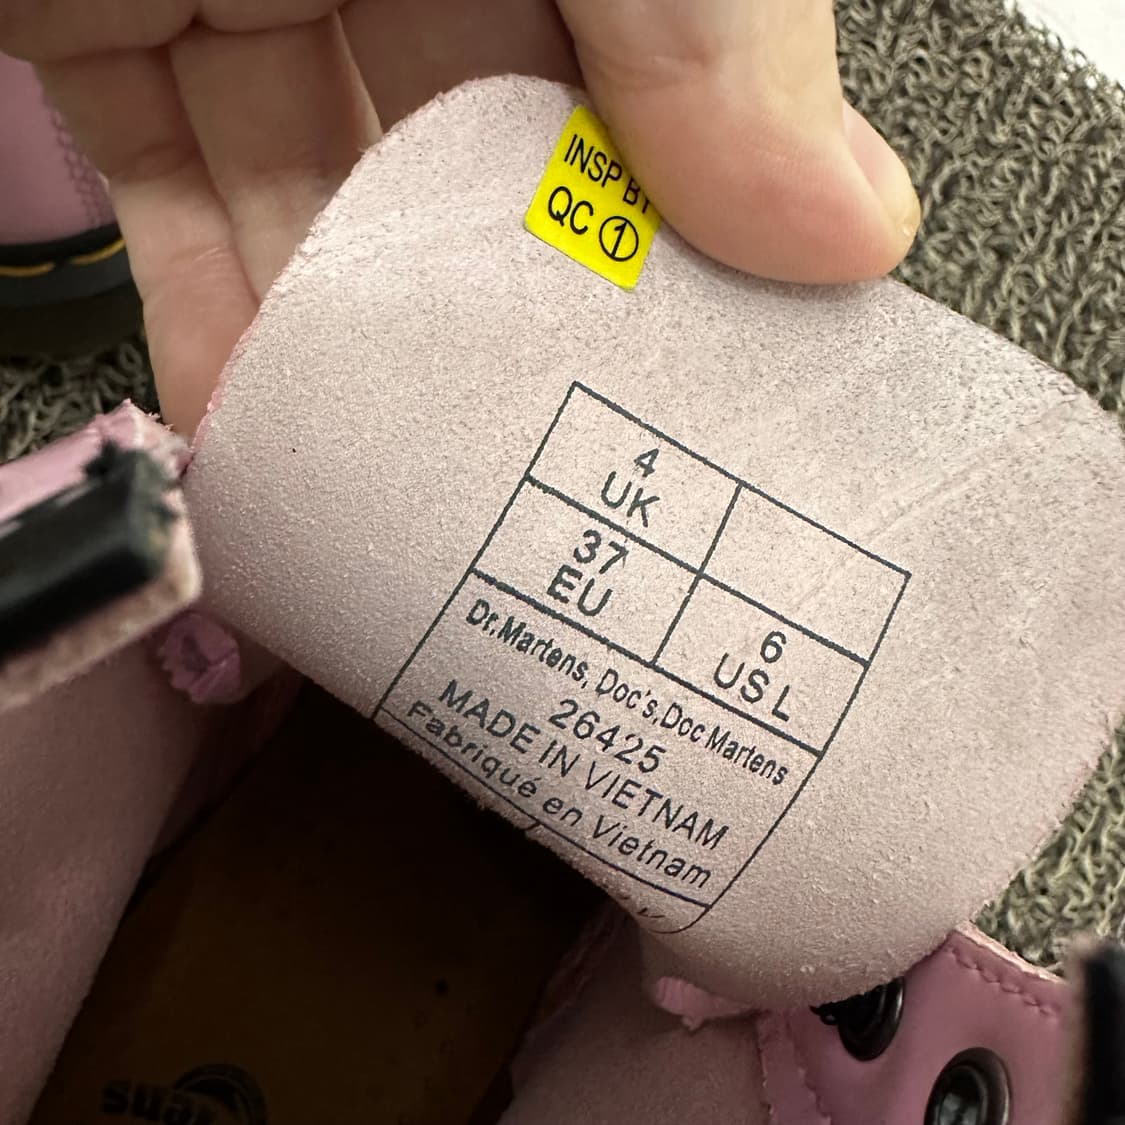 INSP BY
QC 1
4
UK
37
EU
6
US L
Dr.Martens, Doc's, Doc Martens
26425
MADE IN VIETNAM
Fabriqué en Vietnam